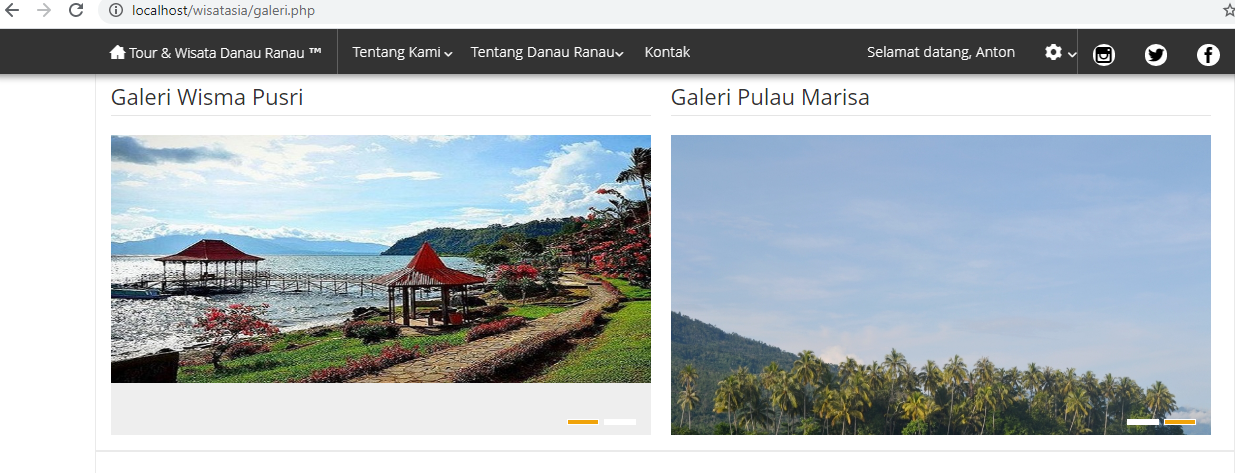 localhost/wisatasia/galeri.php
Tour & Wisata Danau Ranau ™ Tentang Kami Tentang Danau Ranau Kontak Selamat datang, Anton
Galeri Wisma Pusri Galeri Pulau Marisa